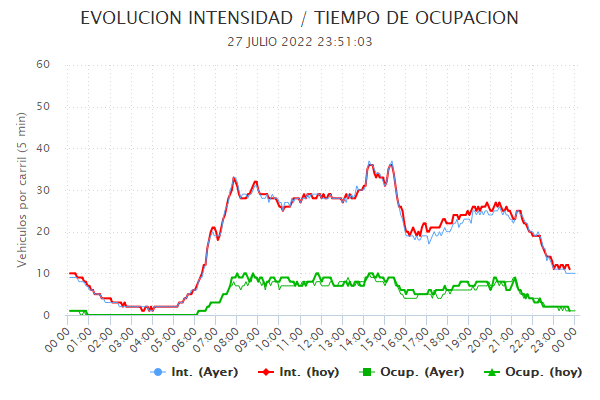 EVOLUCION INTENSIDAD / TIEMPO DE OCUPACION
27 JULIO 2022 23:51:03
Vehiculos por carril (5 min)
60
50
40
30
20
10
0
00:00 01:00 02:00 03:00 04:00 05:00 06:00 07:00 08:00 09:00 10:00 11:00 12:00 13:00 14:00 15:00 16:00 17:00 18:00 19:00 20:00 21:00 22:00 23:00 00:00
Int. (Ayer) Int. (hoy) Ocup. (Ayer) Ocup. (hoy)